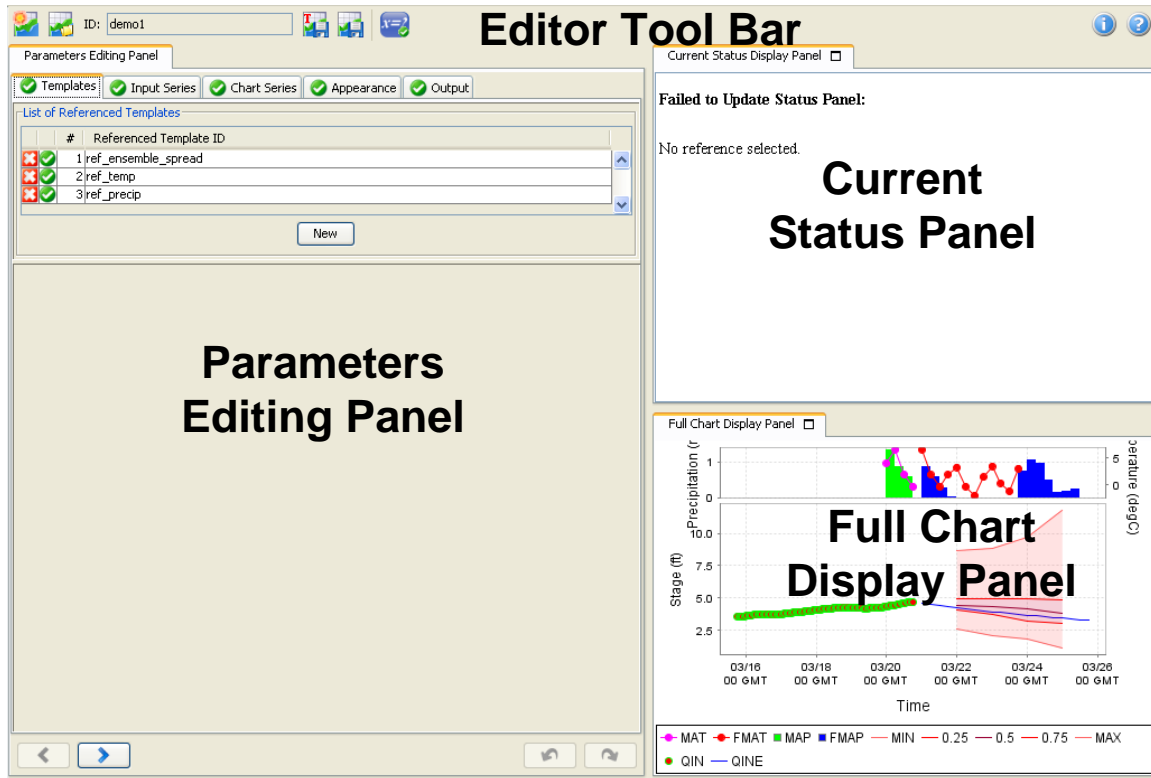 ID: demo1
T
x=?
Editor Tool Bar
i
?
Parameters Editing Panel
Templates
Input Series
Chart Series
Appearance
Output
List of Referenced Templates
# Referenced Template ID
1 ref_ensemble_spread
2 ref_temp
3 ref_precip
New
Parameters
Editing Panel
Current Status Display Panel
Failed to Update Status Panel:
No reference selected.
Current
Status Panel
Full Chart Display Panel
Precipitation (r
1
0
5
0
erature (degC)
Full Chart
Display Panel
Stage (ft)
10.0
7.5
5.0
2.5
03/16 03/18 03/20 03/22 03/24 03/26
00 GMT 00 GMT 00 GMT 00 GMT 00 GMT 00 GMT
Time
MAT FMAT MAP FMAP MIN 0.25 0.5 0.75 MAX
QIN QINE